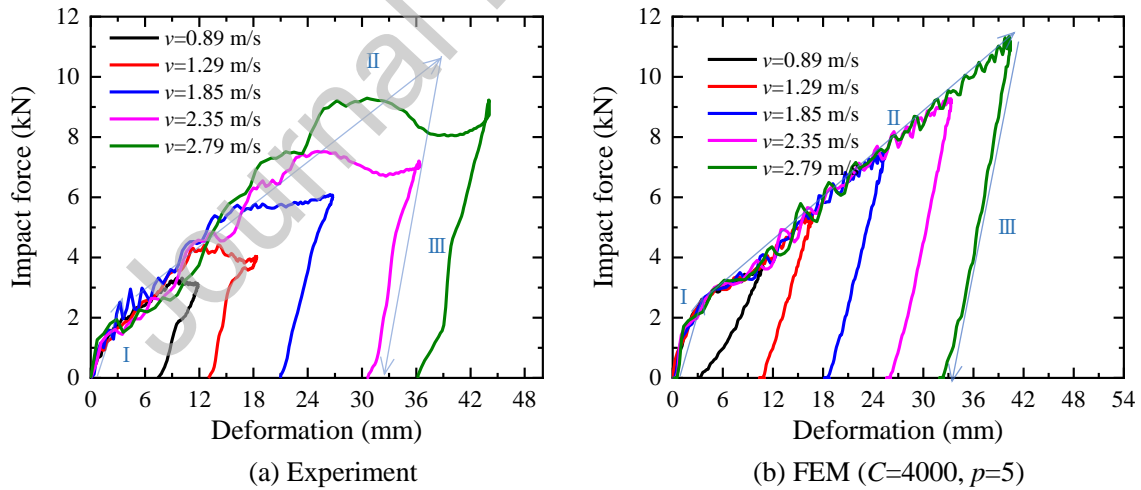 Journal
Impact force (kN)
12
10
8
6
4
2
0
v=0.89 m/s
v=1.29 m/s
v=1.85 m/s
v=2.35 m/s
v=2.79 m/s
I
II
III
0 6 12 18 24 30 36 42 48
Deformation (mm)
(a) Experiment
Impact force (kN)
12
10
8
6
4
2
0
v=0.89 m/s
v=1.29 m/s
v=1.85 m/s
v=2.35 m/s
v=2.79 m/s
I
II
III
0 6 12 18 24 30 36 42 48 54
Deformation (mm)
(b) FEM (C=4000, p=5)